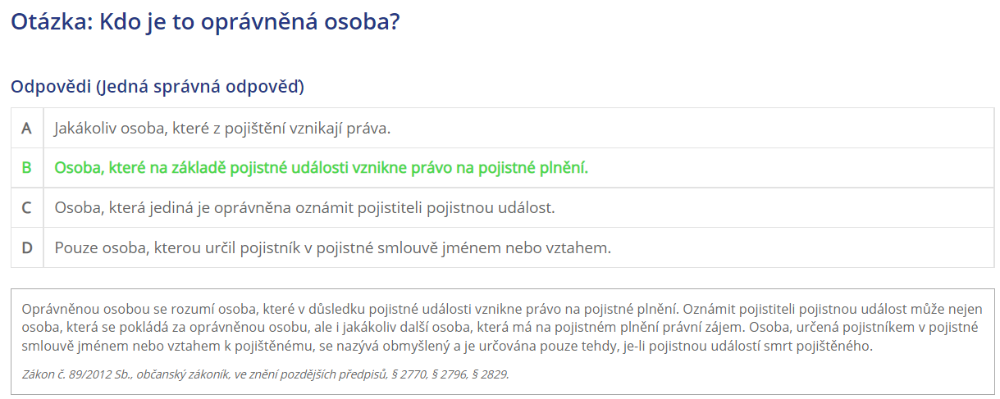 Otázka: Kdo je to oprávněná osoba?
Odpovědi (Jedná správná odpověď)
A Jakákoliv osoba, které z pojištění vznikají práva.
B Osoba, které na základě pojistné události vznikne právo na pojistné plnění.
C Osoba, která jediná je oprávněna oznámit pojistiteli pojistnou událost.
D Pouze osoba, kterou určil pojistník v pojistné smlouvě jménem nebo vztahem.
Oprávněnou osobou se rozumí osoba, které v důsledku pojistné události vznikne právo na pojistné plnění. Oznámit pojistiteli pojistnou událost může nejen
osoba, která se pokládá za oprávněnou osobu, ale i jakákoliv další osoba, která má na pojistném plnění právní zájem. Osoba, určená pojistníkem v pojistné
smlouvě jménem nebo vztahem k pojištěnému, se nazývá obmyšlený a je určována pouze tehdy, je-li pojistnou událostí smrt pojištěného.
Zákon č. 89/2012 Sb., občanský zákoník, ve znění pozdějších předpisů, § 2770, § 2796, § 2829.